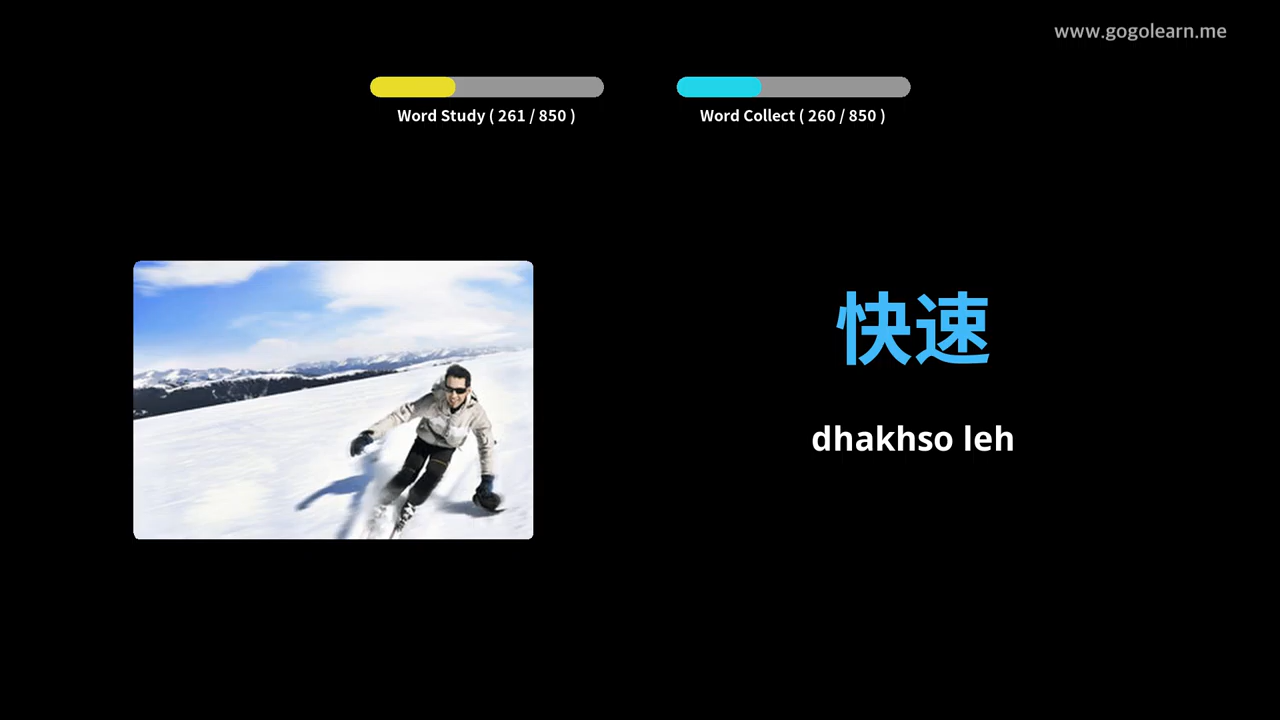 www.gogolearn.me
Word Study ( 261 / 850 )
Word Collect ( 260 / 850 )
快速
dhakhso leh